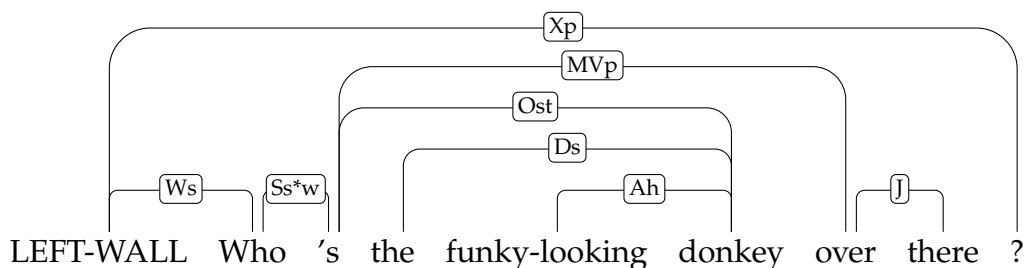 Xp
MVp
Ost
Ds
Ws Ss*w Ah J
LEFT-WALL Who 's the funky-looking donkey over there ?